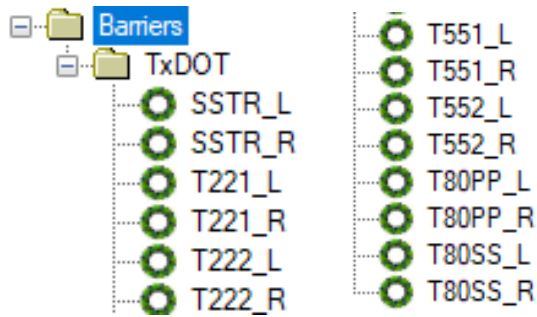 Barriers
TxDOT
SSTR_L
SSTR_R
T221_L
T221_R
T222_L
T222_R
T551_L
T551_R
T552_L
T552_R
T80PP_L
T80PP_R
T80SS_L
T80SS_R